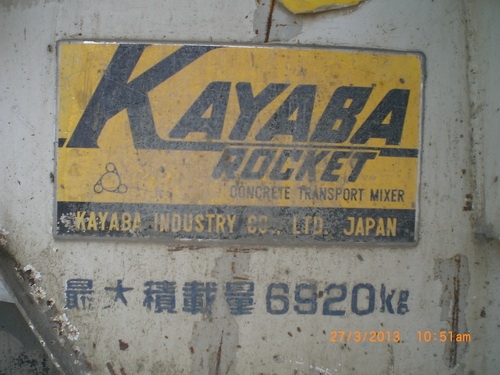 KAYABA
ROCKET
CONCRETE TRANSPORT MIXER
KAYABA INDUSTRY CO., LTD. JAPAN
最大積載量6920kg
27/3/2013 10:51am